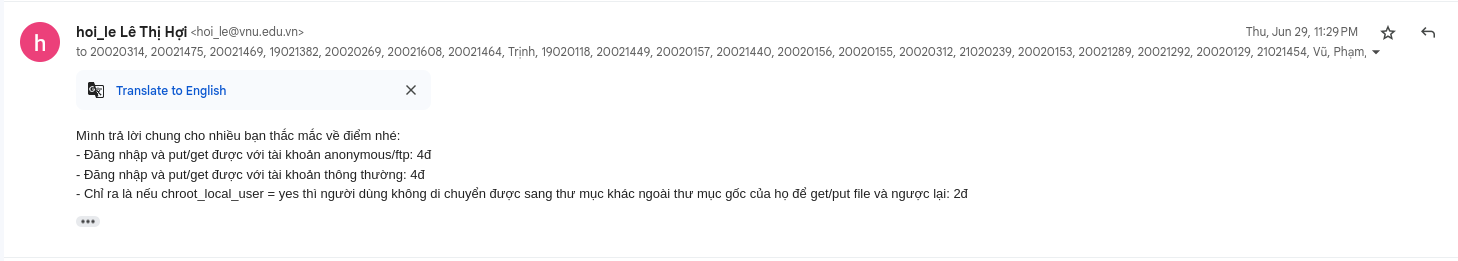 hoi_le Lê Thị Hợi <hoi_le@vnu.edu.vn>
Thu, Jun 29, 11:29 PM
h
to 20020314, 20021475, 20021469, 19021382, 20020269, 20021608, 20021464, Trịnh, 19020118, 20021449, 20020157, 20021440, 20020156, 20020155, 20020312, 21020239, 20020153, 20021289, 20021292, 20020129, 21021454, Vũ, Phạm,
Translate to English
Mình trả lời chung cho nhiều bạn thắc mắc về điểm nhé:
- Đăng nhập và put/get được với tài khoản anonymous/ftp: 4đ
- Đăng nhập và put/get được với tài khoản thông thường: 4đ
- Chỉ ra là nếu chroot_local_user = yes thì người dùng không di chuyển được sang thư mục khác ngoài thư mục gốc của họ để get/put file và ngược lại: 2đ